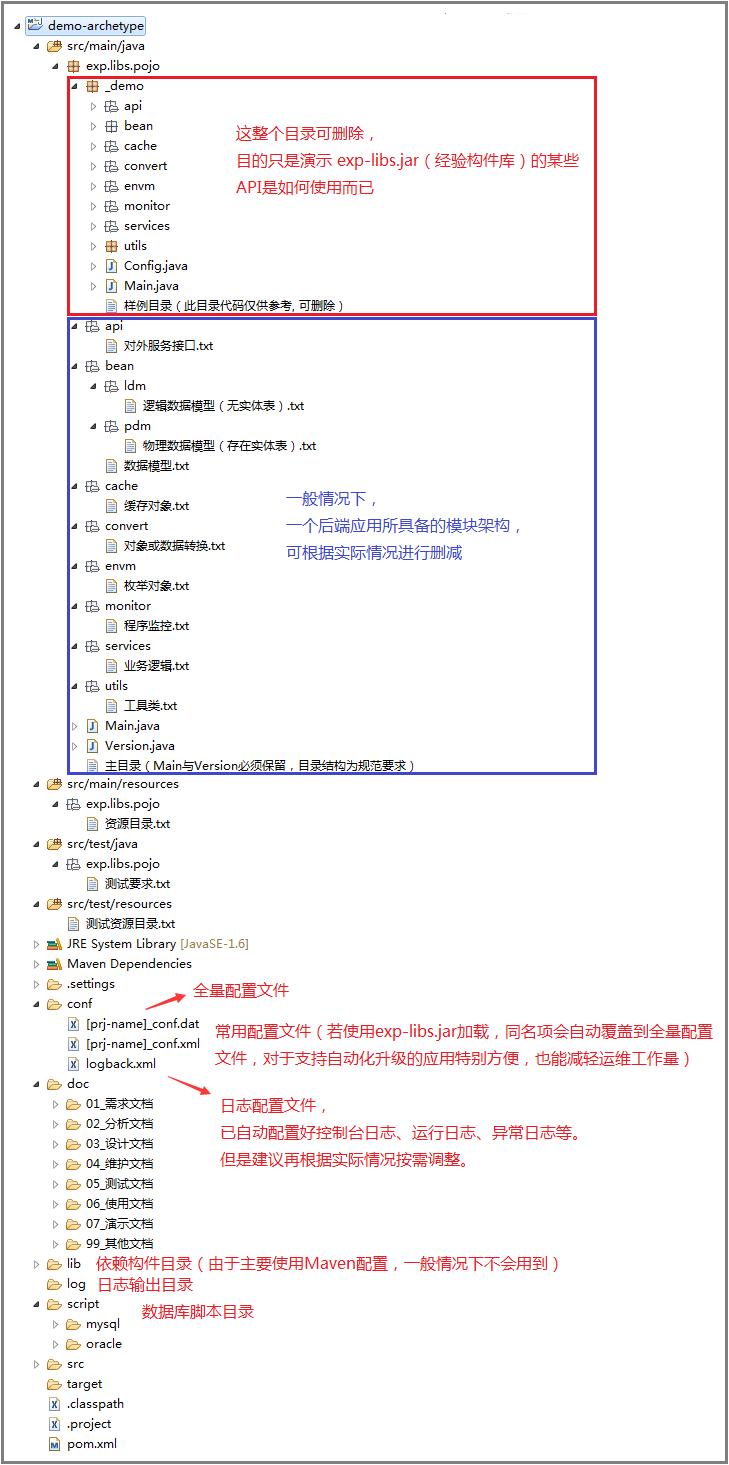 demo-archetype
src/main/java
exp.libs.pojo
_demo
api
bean
cache
convert
envm
monitor
services
utils
Config.java
Main.java
样例目录（此目录代码仅供参考, 可删除）
这整个目录可删除，
目的只是演示 exp-libs.jar（经验构件库）的某些
API是如何使用而已
api
对外服务接口.txt
bean
ldm
逻辑数据模型（无实体表）.txt
pdm
物理数据模型（存在实体表）.txt
数据模型.txt
cache
缓存对象.txt
convert
对象或数据转换.txt
envm
枚举对象.txt
monitor
程序监控.txt
services
业务逻辑.txt
utils
工具类.txt
Main.java
Version.java
主目录（Main与Version必须保留，目录结构为规范要求）
一般情况下，
一个后端应用所具备的模块架构，
可根据实际情况进行删减
src/main/resources
exp.libs.pojo
资源目录.txt
src/test/java
exp.libs.pojo
测试要求.txt
src/test/resources
测试资源目录.txt
JRE System Library [JavaSE-1.6]
Maven Dependencies
.settings
conf
全量配置文件
[prj-name]_conf.dat
[prj-name]_conf.xml
logback.xml
常用配置文件（若使用exp-libs.jar加载，同名项会自动覆盖到全量配置
文件，对于支持自动化升级的应用特别方便，也能减轻运维工作量）
doc
01_需求文档
02_分析文档
03_设计文档
04_维护文档
05_测试文档
06_使用文档
07_演示文档
99_其他文档
日志配置文件，
已自动配置好控制台日志、运行日志、异常日志等。
但是建议再根据实际情况按需调整。
lib 依赖构件目录（由于主要使用Maven配置，一般情况下不会用到）
log 日志输出目录
script 数据库脚本目录
mysql
oracle
src
target
.classpath
.project
pom.xml